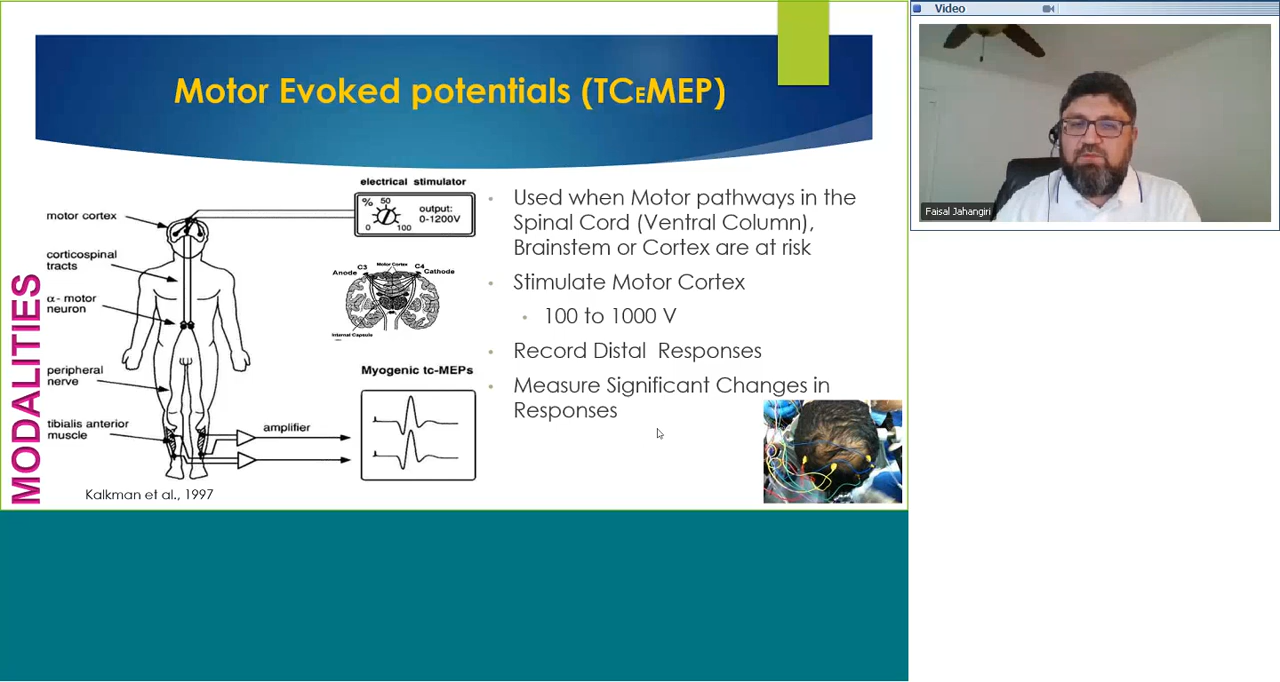 Video
Motor Evoked potentials (TCEMEP)
Faisal Jahangiri
MODALITIES
electrical stimulator
%
50
0
100
output:
0-1200V
motor cortex
corticospinal
tracts
α - motor
neuron
peripheral
nerve
tibialis anterior
muscle
amplifier
Motor Cortex
Anode
C3
C4
Cathode
Internal Capsule
Myogenic tc-MEPs
Kalkman et al., 1997
• Used when Motor pathways in the
Spinal Cord (Ventral Column),
Brainstem or Cortex are at risk
• Stimulate Motor Cortex
• 100 to 1000 V
• Record Distal Responses
• Measure Significant Changes in
Responses